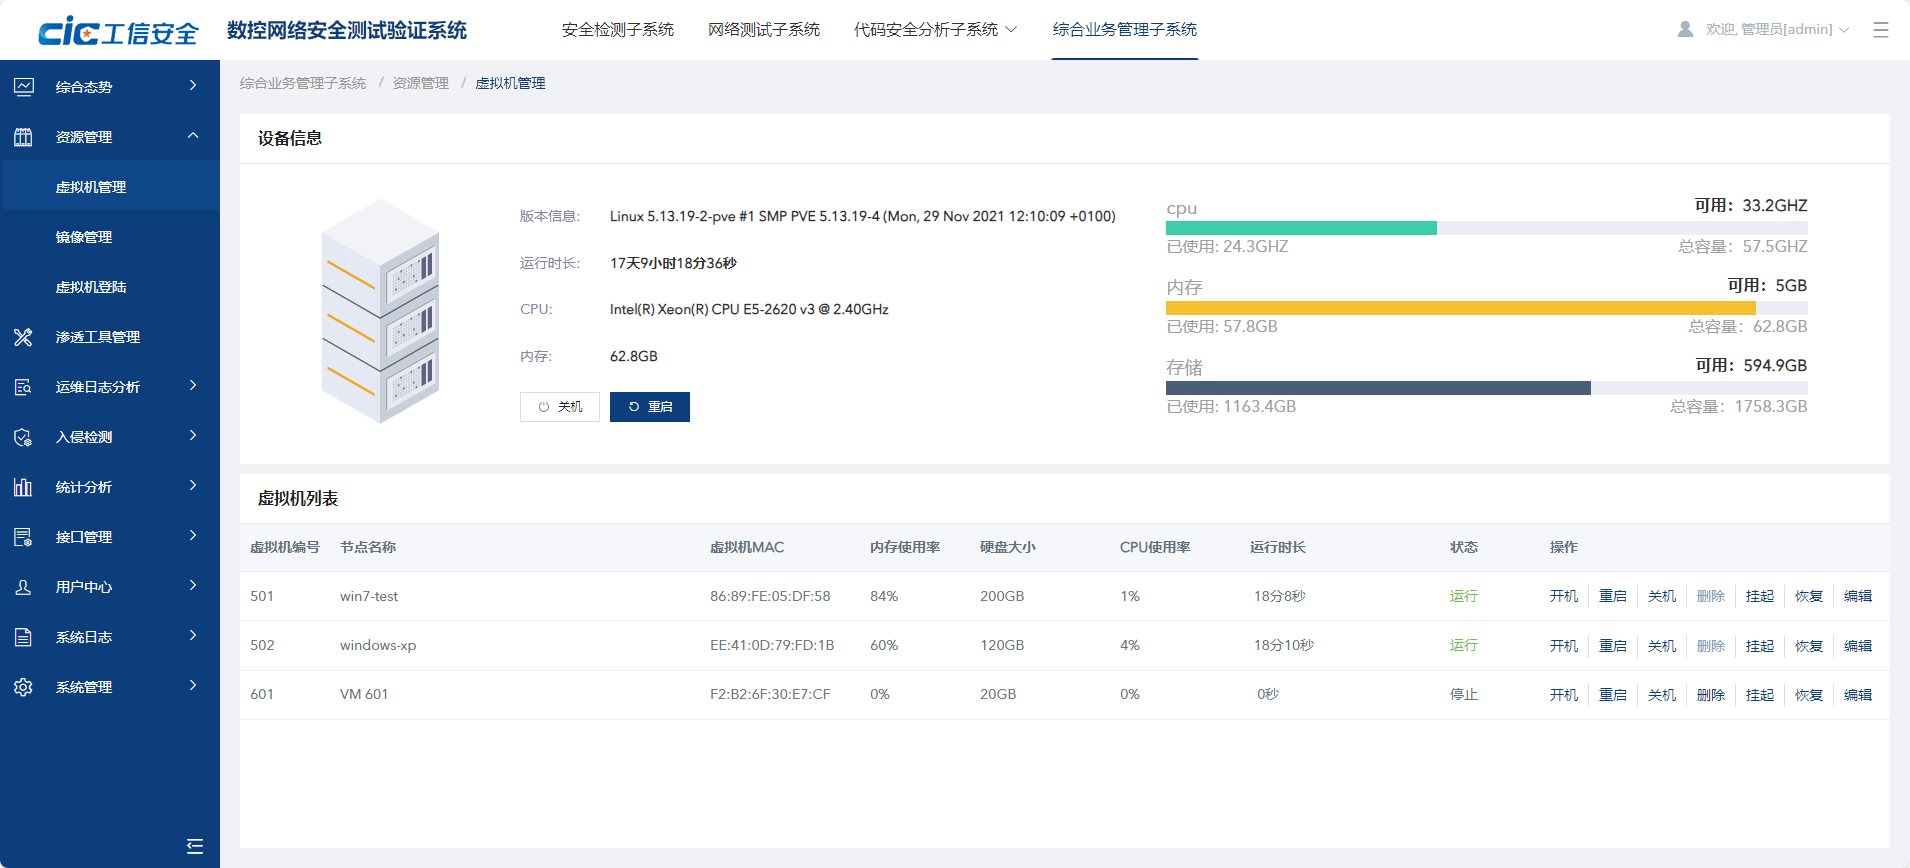 cic工信安全 数控网络安全测试验证系统 安全检测子系统 网络测试子系统 代码安全分析子系统 综合业务管理子系统 欢迎, 管理员[admin]
综合态势
资源管理
虚拟机管理
镜像管理
虚拟机登陆
渗透工具管理
运维日志分析
入侵检测
统计分析
接口管理
用户中心
系统日志
系统管理
综合业务管理子系统 / 资源管理 / 虚拟机管理
设备信息
版本信息: Linux 5.13.19-2-pve #1 SMP PVE 5.13.19-4 (Mon, 29 Nov 2021 12:10:09 +0100)
运行时长: 17天9小时18分36秒
CPU: Intel(R) Xeon(R) CPU E5-2620 v3 @ 2.40GHz
内存: 62.8GB
关机 重启
cpu 可用：33.2GHZ
已使用: 24.3GHZ 总容量：57.5GHZ
内存 可用：5GB
已使用: 57.8GB 总容量：62.8GB
存储 可用：594.9GB
已使用: 1163.4GB 总容量：1758.3GB
虚拟机列表
虚拟机编号 节点名称 虚拟机MAC 内存使用率 硬盘大小 CPU使用率 运行时长 状态 操作
501 win7-test 86:89:FE:05:DF:58 84% 200GB 1% 18分8秒 运行 开机 重启 关机 删除 挂起 恢复 编辑
502 windows-xp EE:41:0D:79:FD:1B 60% 120GB 4% 18分10秒 运行 开机 重启 关机 删除 挂起 恢复 编辑
601 VM 601 F2:B2:6F:30:E7:CF 0% 20GB 0% 0秒 停止 开机 重启 关机 删除 挂起 恢复 编辑